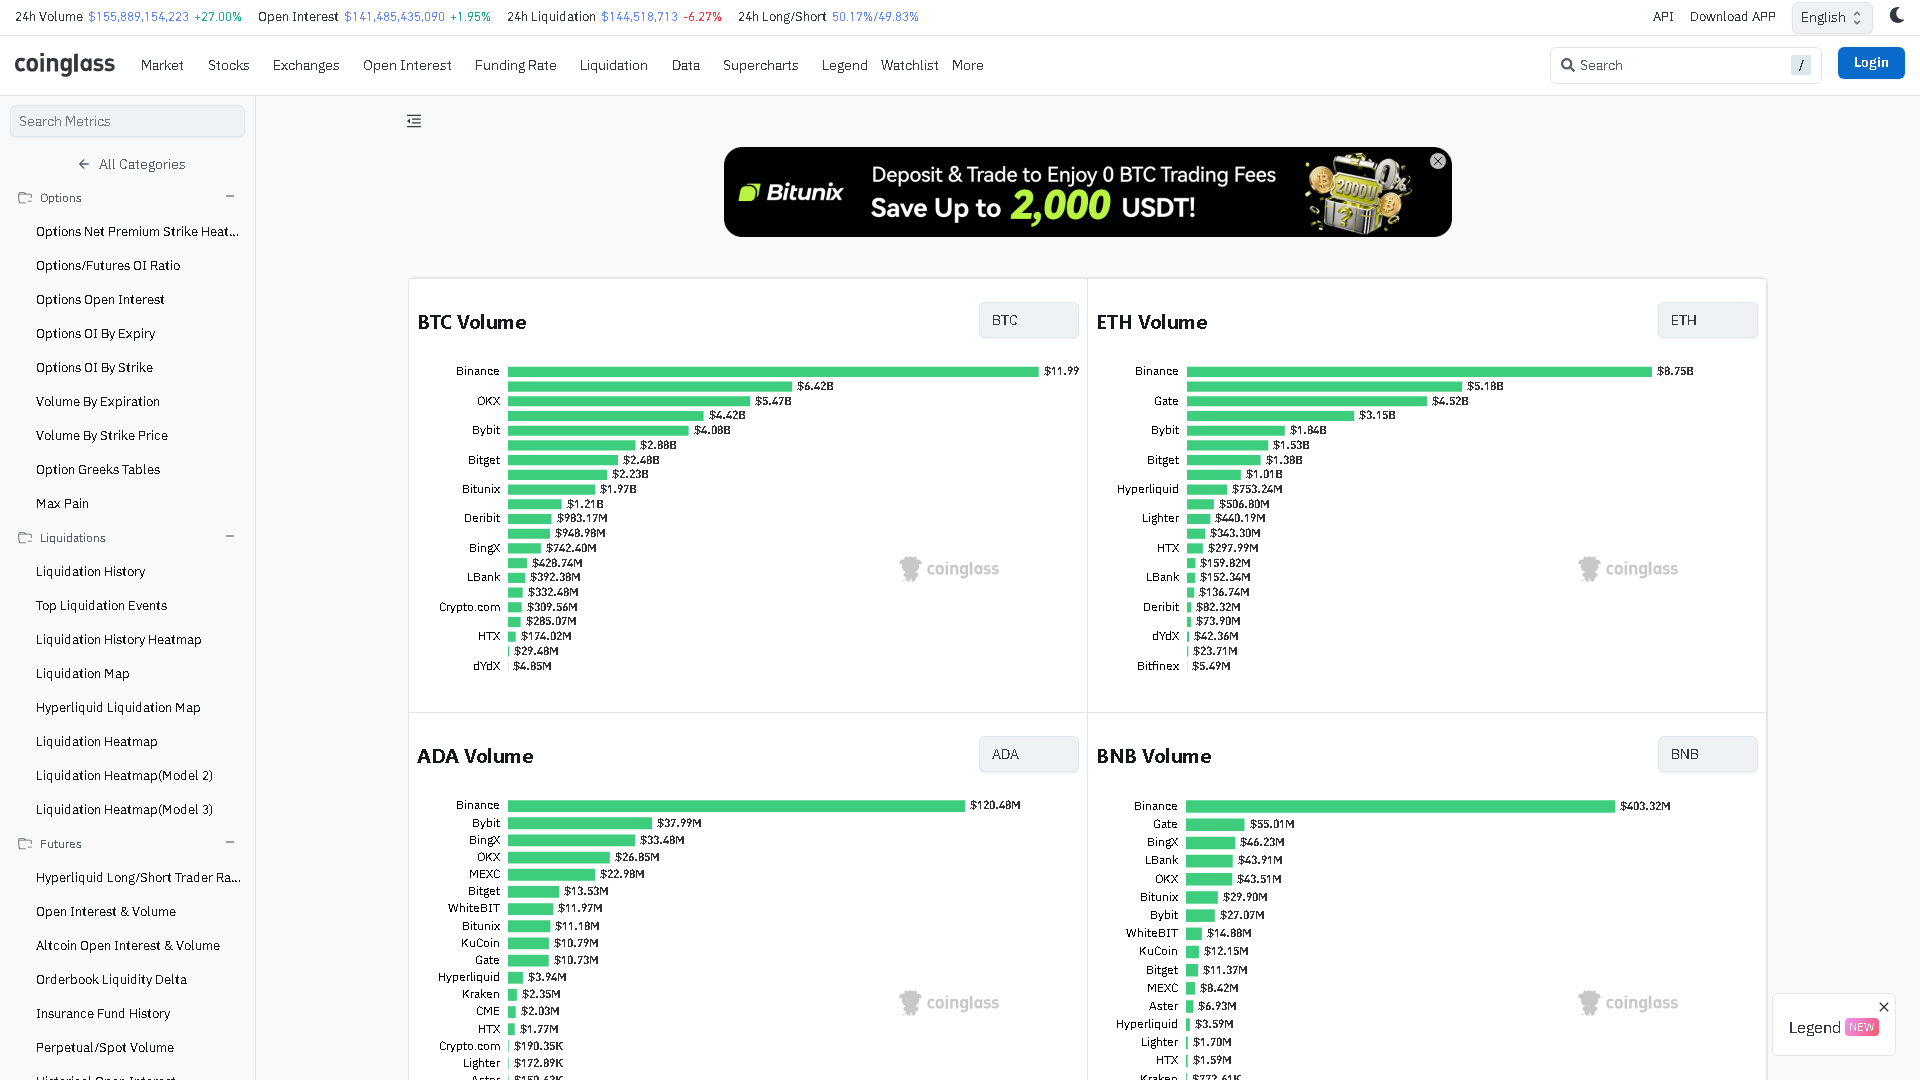 24h Volume $155,889,154,223 +27.00% Open Interest $141,485,435,090 +1.95% 24h Liquidation $144,518,713 -6.27% 24h Long/Short 50.17%/49.83% API Download APP English
coinglass Market Stocks Exchanges Open Interest Funding Rate Liquidation Data Supercharts Legend Watchlist More Search / Login
Search Metrics
All Categories
Options
Options Net Premium Strike Heat...
Options/Futures OI Ratio
Options Open Interest
Options OI By Expiry
Options OI By Strike
Volume By Expiration
Volume By Strike Price
Option Greeks Tables
Max Pain
Liquidations
Liquidation History
Top Liquidation Events
Liquidation History Heatmap
Liquidation Map
Hyperliquid Liquidation Map
Liquidation Heatmap
Liquidation Heatmap(Model 2)
Liquidation Heatmap(Model 3)
Futures
Hyperliquid Long/Short Trader Ra...
Open Interest & Volume
Altcoin Open Interest & Volume
Orderbook Liquidity Delta
Insurance Fund History
Perpetual/Spot Volume
Bitunix
Deposit & Trade to Enjoy 0 BTC Trading Fees
Save Up to 2,000 USDT!
2000U 0%
BTC Volume BTC
Binance $11.99
$6.42B
OKX $5.47B
$4.42B
Bybit $4.08B
$2.88B
Bitget $2.48B
$2.23B
Bitunix $1.97B
$1.21B
Deribit $983.17M
$948.98M
BingX $742.40M
$428.74M
LBank $392.38M
$332.48M
Crypto.com $309.56M
$285.07M
HTX $174.02M
$29.48M
dYdX $4.85M
coinglass
ETH Volume ETH
Binance $8.75B
$5.18B
Gate $4.52B
$3.15B
Bybit $1.84B
$1.53B
Bitget $1.38B
$1.01B
Hyperliquid $753.24M
$506.80M
Lighter $440.19M
$343.30M
HTX $297.99M
$159.82M
LBank $152.34M
$136.74M
Deribit $82.32M
$73.90M
dYdX $42.36M
$23.71M
Bitfinex $5.49M
coinglass
ADA Volume ADA
Binance $120.48M
Bybit $37.99M
BingX $33.48M
OKX $26.85M
MEXC $22.98M
Bitget $13.53M
WhiteBIT $11.97M
Bitunix $11.18M
KuCoin $10.79M
Gate $10.73M
Hyperliquid $3.94M
Kraken $2.35M
CME $2.03M
HTX $1.77M
Crypto.com $190.35K
Lighter $172.89K
coinglass
BNB Volume BNB
Binance $403.32M
Gate $55.01M
BingX $46.23M
LBank $43.91M
OKX $43.51M
Bitunix $29.90M
Bybit $27.07M
WhiteBIT $14.88M
KuCoin $12.15M
Bitget $11.37M
MEXC $8.42M
Aster $6.93M
Hyperliquid $3.59M
Lighter $1.70M
HTX $1.59M
Kraken $772.61K
coinglass
Legend NEW